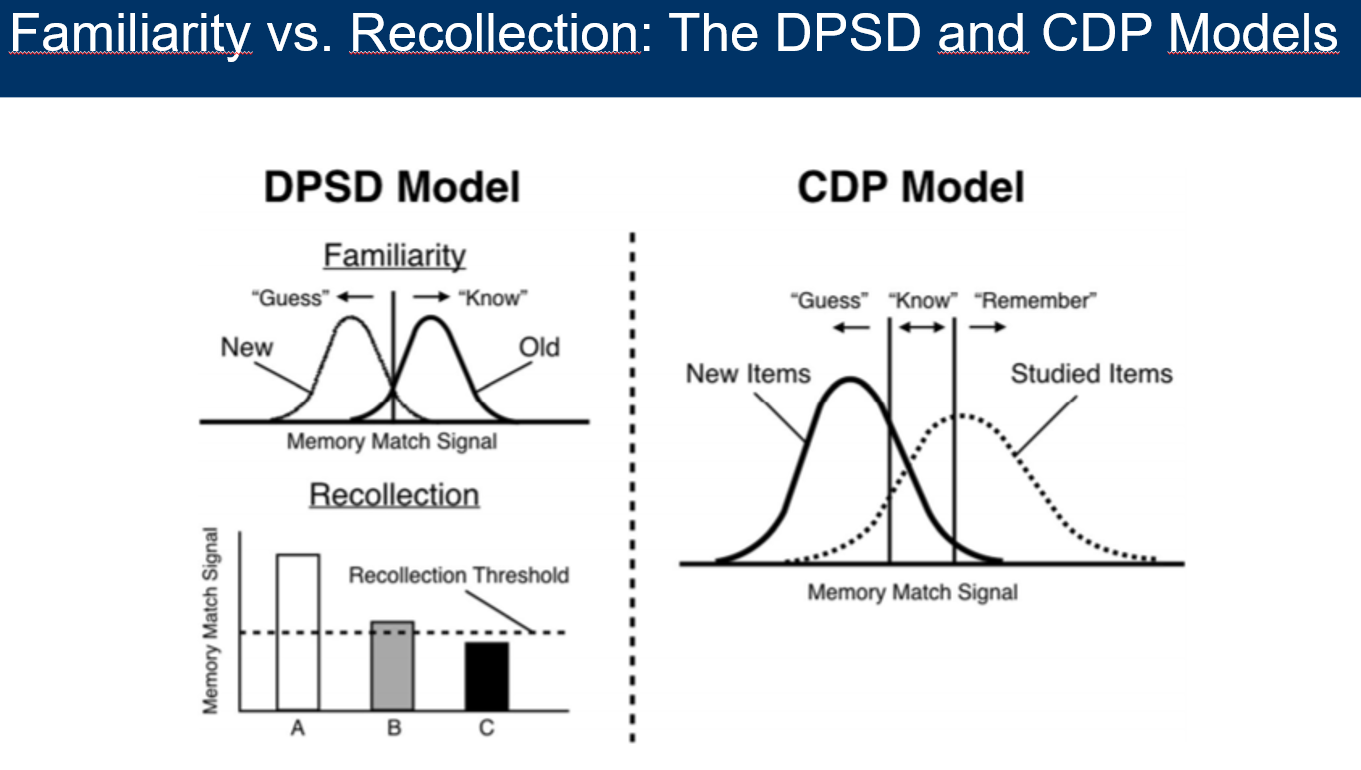 Familiarity vs. Recollection: The DPSD and CDP Models
DPSD Model
Familiarity
“Guess” “Know”
New Old
Memory Match Signal
Recollection
Memory Match Signal
Recollection Threshold
A B C
CDP Model
“Guess” “Know” “Remember”
New Items Studied Items
Memory Match Signal